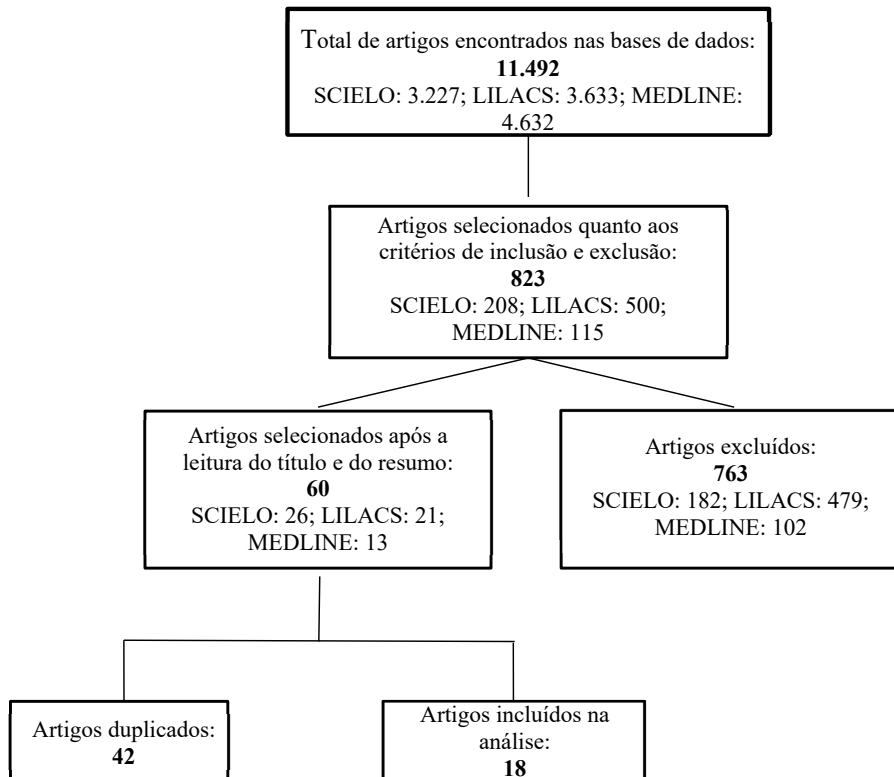 Total de artigos encontrados nas bases de dados:
11.492
SCIELO: 3.227; LILACS: 3.633; MEDLINE:
4.632
Artigos selecionados quanto aos
critérios de inclusão e exclusão:
823
SCIELO: 208; LILACS: 500;
MEDLINE: 115
Artigos selecionados após a
leitura do título e do resumo:
60
SCIELO: 26; LILACS: 21;
MEDLINE: 13
Artigos excluídos:
763
SCIELO: 182; LILACS: 479;
MEDLINE: 102
Artigos duplicados:
42
Artigos incluídos na
análise:
18